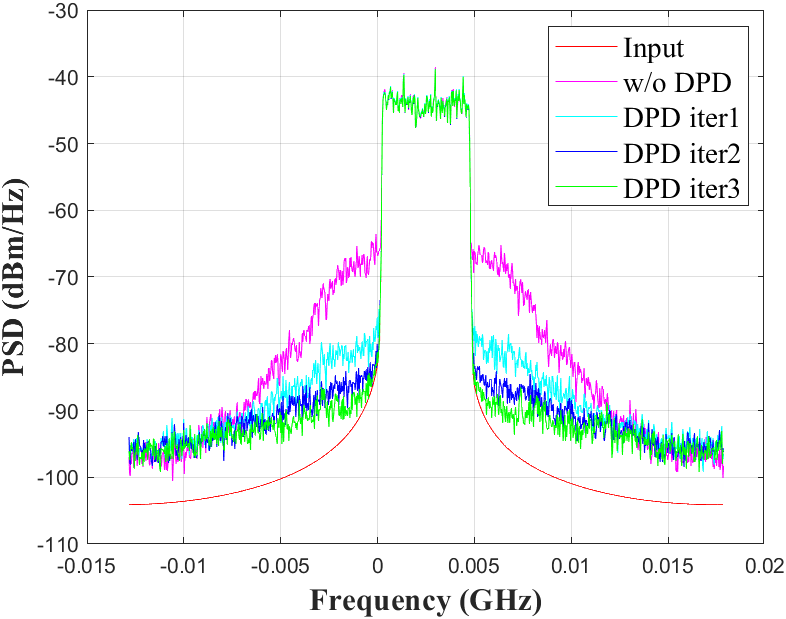 -30
-40
-50
-60
-70
-80
-90
-100
-110
PSD (dBm/Hz)
Input
w/o DPD
DPD iter1
DPD iter2
DPD iter3
-0.015 -0.01 -0.005 0 0.005 0.01 0.015 0.02
Frequency (GHz)